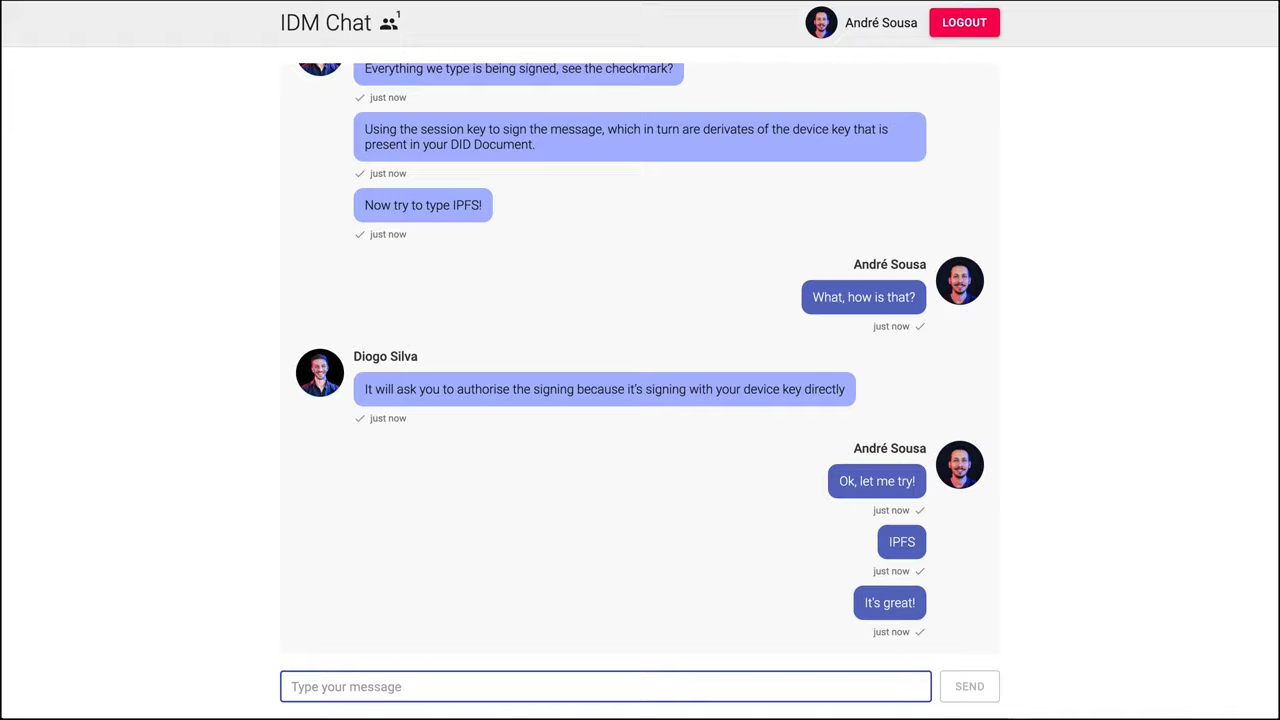 IDM Chat 1
André Sousa
LOGOUT
Everything we type is being signed, see the checkmark?
just now
Using the session key to sign the message, which in turn are derivates of the device key that is
present in your DID Document.
just now
Now try to type IPFS!
just now
André Sousa
What, how is that?
just now
Diogo Silva
It will ask you to authorise the signing because it's signing with your device key directly
just now
André Sousa
Ok, let me try!
just now
IPFS
just now
It's great!
just now
Type your message
SEND